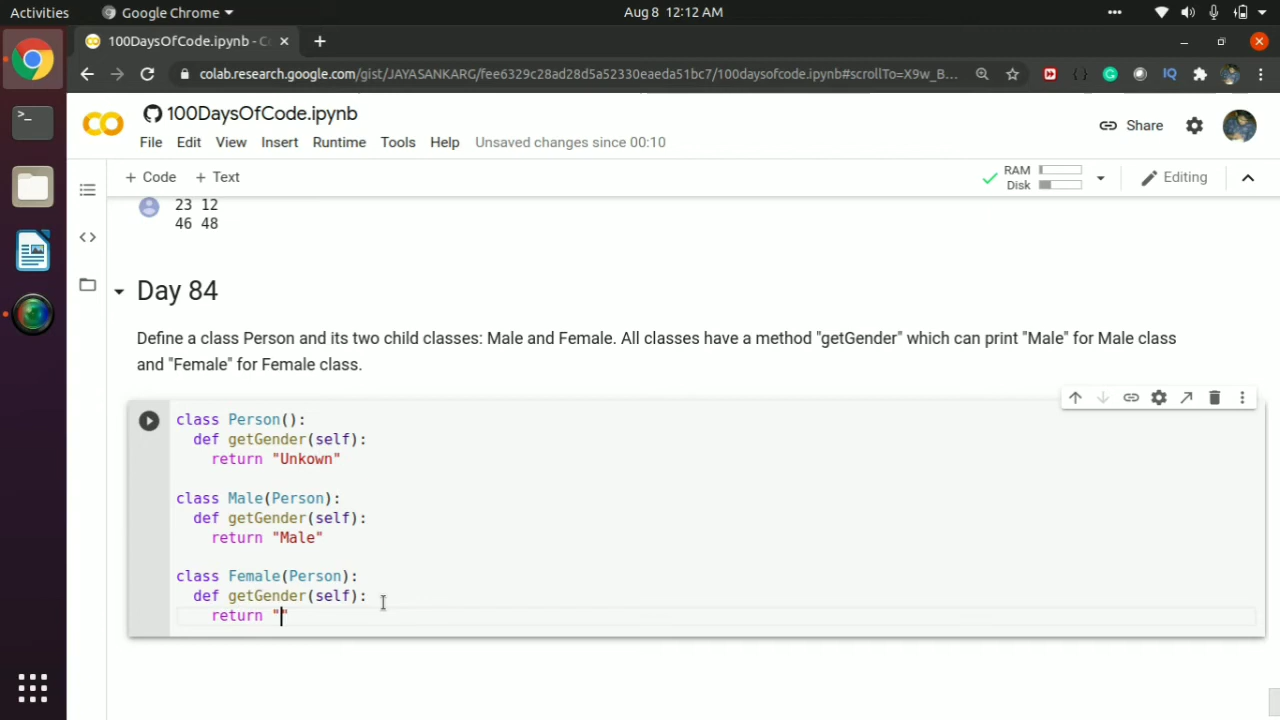 Activities
Google Chrome
Aug 8 12:12 AM
100DaysOfCode.ipynb - C
colab.research.google.com/gist/JAYASANKARG/fee6329c28ad28d5a52330eaeda51bc7/100daysofcode.ipynb#scrollTo=X9w_B...
IQ
100DaysOfCode.ipynb
File Edit View Insert Runtime Tools Help Unsaved changes since 00:10
Share
+ Code + Text
RAM
Disk
Editing
23 12
46 48
Day 84
Define a class Person and its two child classes: Male and Female. All classes have a method "getGender" which can print "Male" for Male class
and "Female" for Female class.
class Person():
def getGender(self):
return "Unkown"
class Male(Person):
def getGender(self):
return "Male"
class Female(Person):
def getGender(self):
return ""